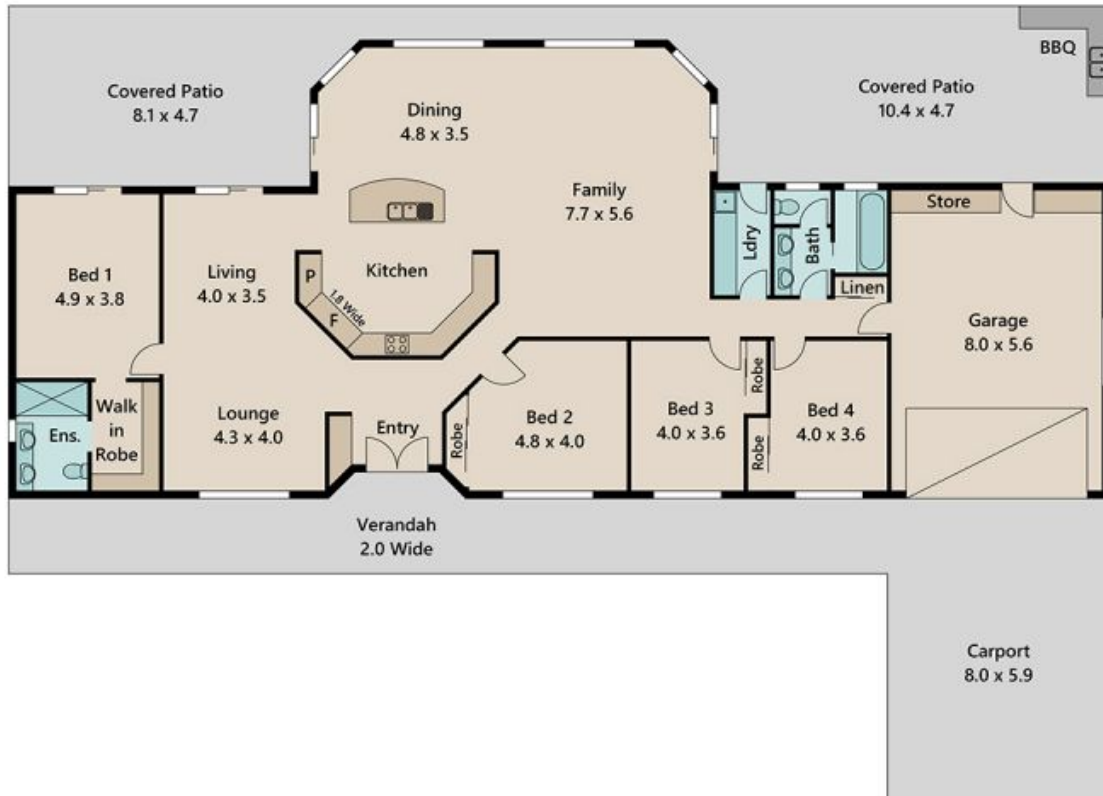 BBQ
Covered Patio
8.1 x 4.7
Covered Patio
10.4 x 4.7
Dining
4.8 x 3.5
Family
7.7 x 5.6
Store
Ldry
Bath
Bed 1
4.9 x 3.8
Living
4.0 x 3.5
P
Kitchen
1.8 Wide
F
Linen
Garage
8.0 x 5.6
Walk
in
Robe
Ens.
Lounge
4.3 x 4.0
Entry
Robe
Bed 2
4.8 x 4.0
Bed 3
4.0 x 3.6
Robe
Robe
Bed 4
4.0 x 3.6
Verandah
2.0 Wide
Carport
8.0 x 5.9